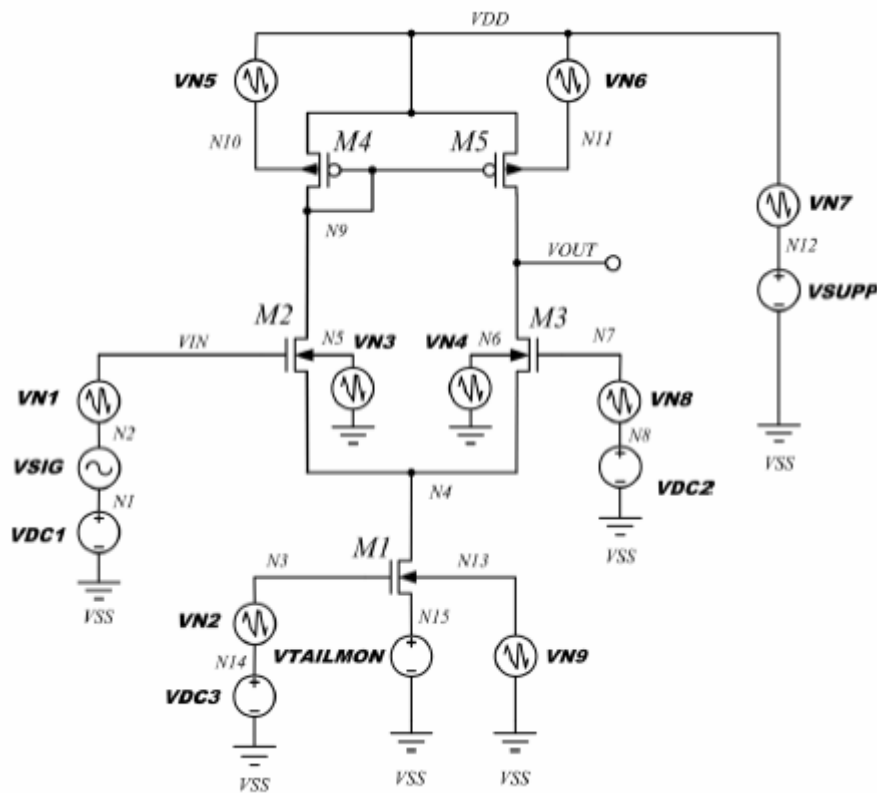 VDD
VN5
VN6
N10
M4
M5
N11
VN7
N9
N12
VOUT
VSUPP
M2
M3
VIN
N5
VN3
VN4
N6
N7
VN1
VN8
N2
N8
VSIG
VSS
N1
N4
VDC2
VDC1
M1
VSS
N3
N13
VSS
VN2
N15
N14
VTAILMON
VN9
VDC3
VSS
VSS
VSS